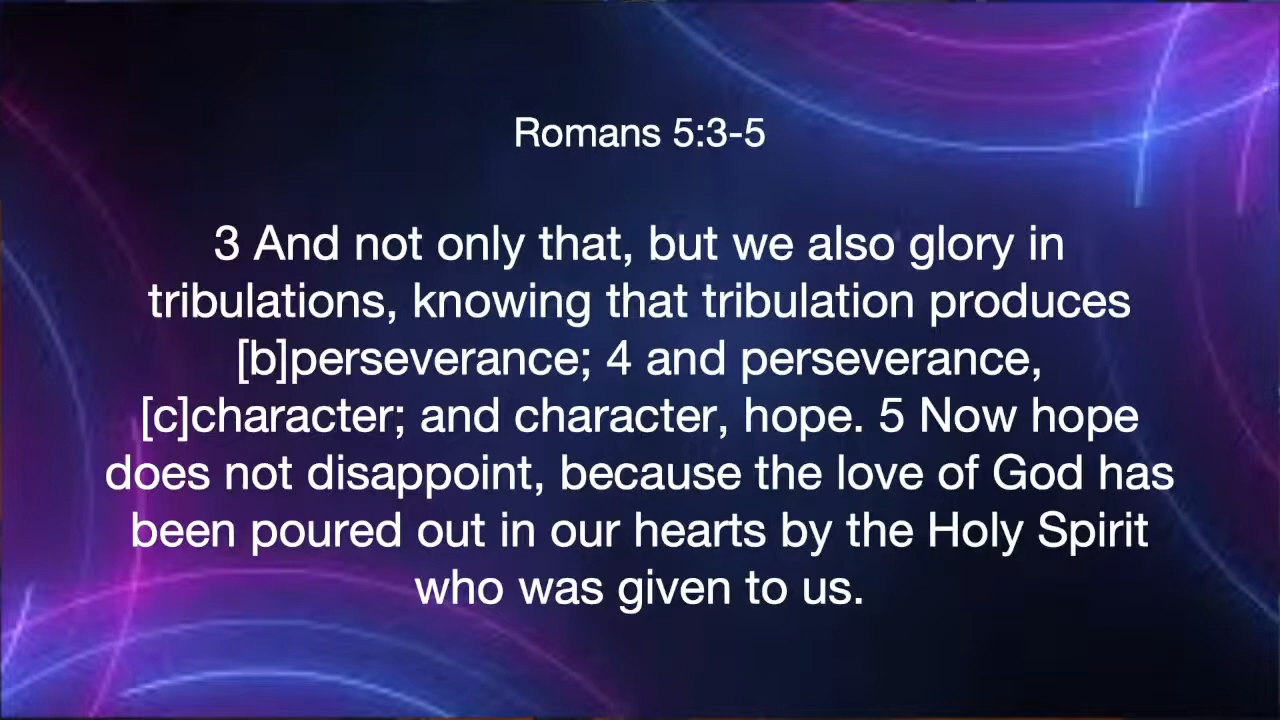 Romans 5:3-5
3 And not only that, but we also glory in
tribulations, knowing that tribulation produces
[b]perseverance; 4 and perseverance,
[c]character; and character, hope. 5 Now hope
does not disappoint, because the love of God has
been poured out in our hearts by the Holy Spirit
who was given to us.